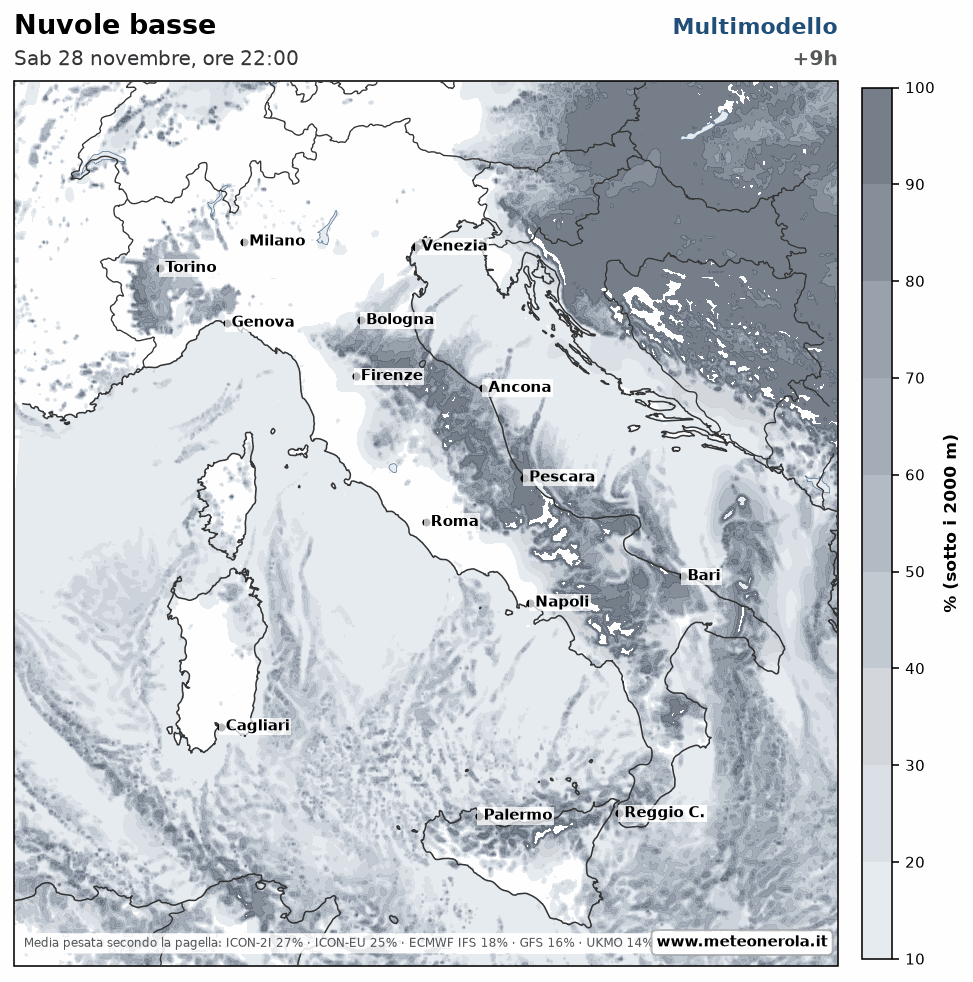 Nuvole basse
Multimodello
Sab 28 novembre, ore 22:00
+9h
100
90
80
70
60
50
40
30
20
10
% (sotto i 2000 m)
Milano
Venezia
Torino
Genova
Bologna
Firenze
Ancona
Pescara
Roma
Bari
Napoli
Cagliari
Palermo
Reggio C.
Media pesata secondo la pagella: ICON-2I 27% · ICON-EU 25% · ECMWF IFS 18% · GFS 16% · UKMO 14%
www.meteonerola.it